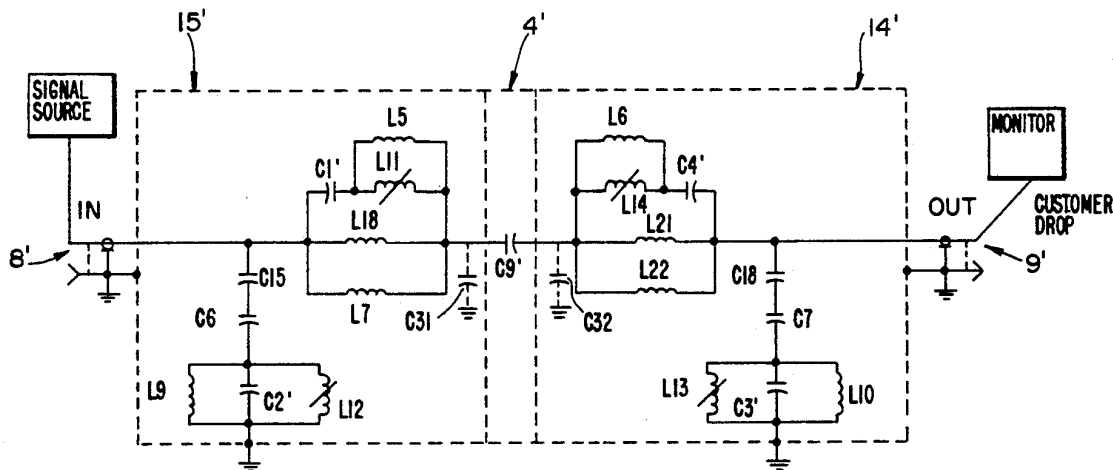 15'
4'
14'
SIGNAL
SOURCE
L5
L6
MONITOR
C1'
L11
C4'
L14
IN
L18
L21
OUT
CUSTOMER
DROP
8'
C15
C9'
L22
C18
9'
C6
L7
C31
C32
C7
L9
C2'
L12
L13
C3'
L10